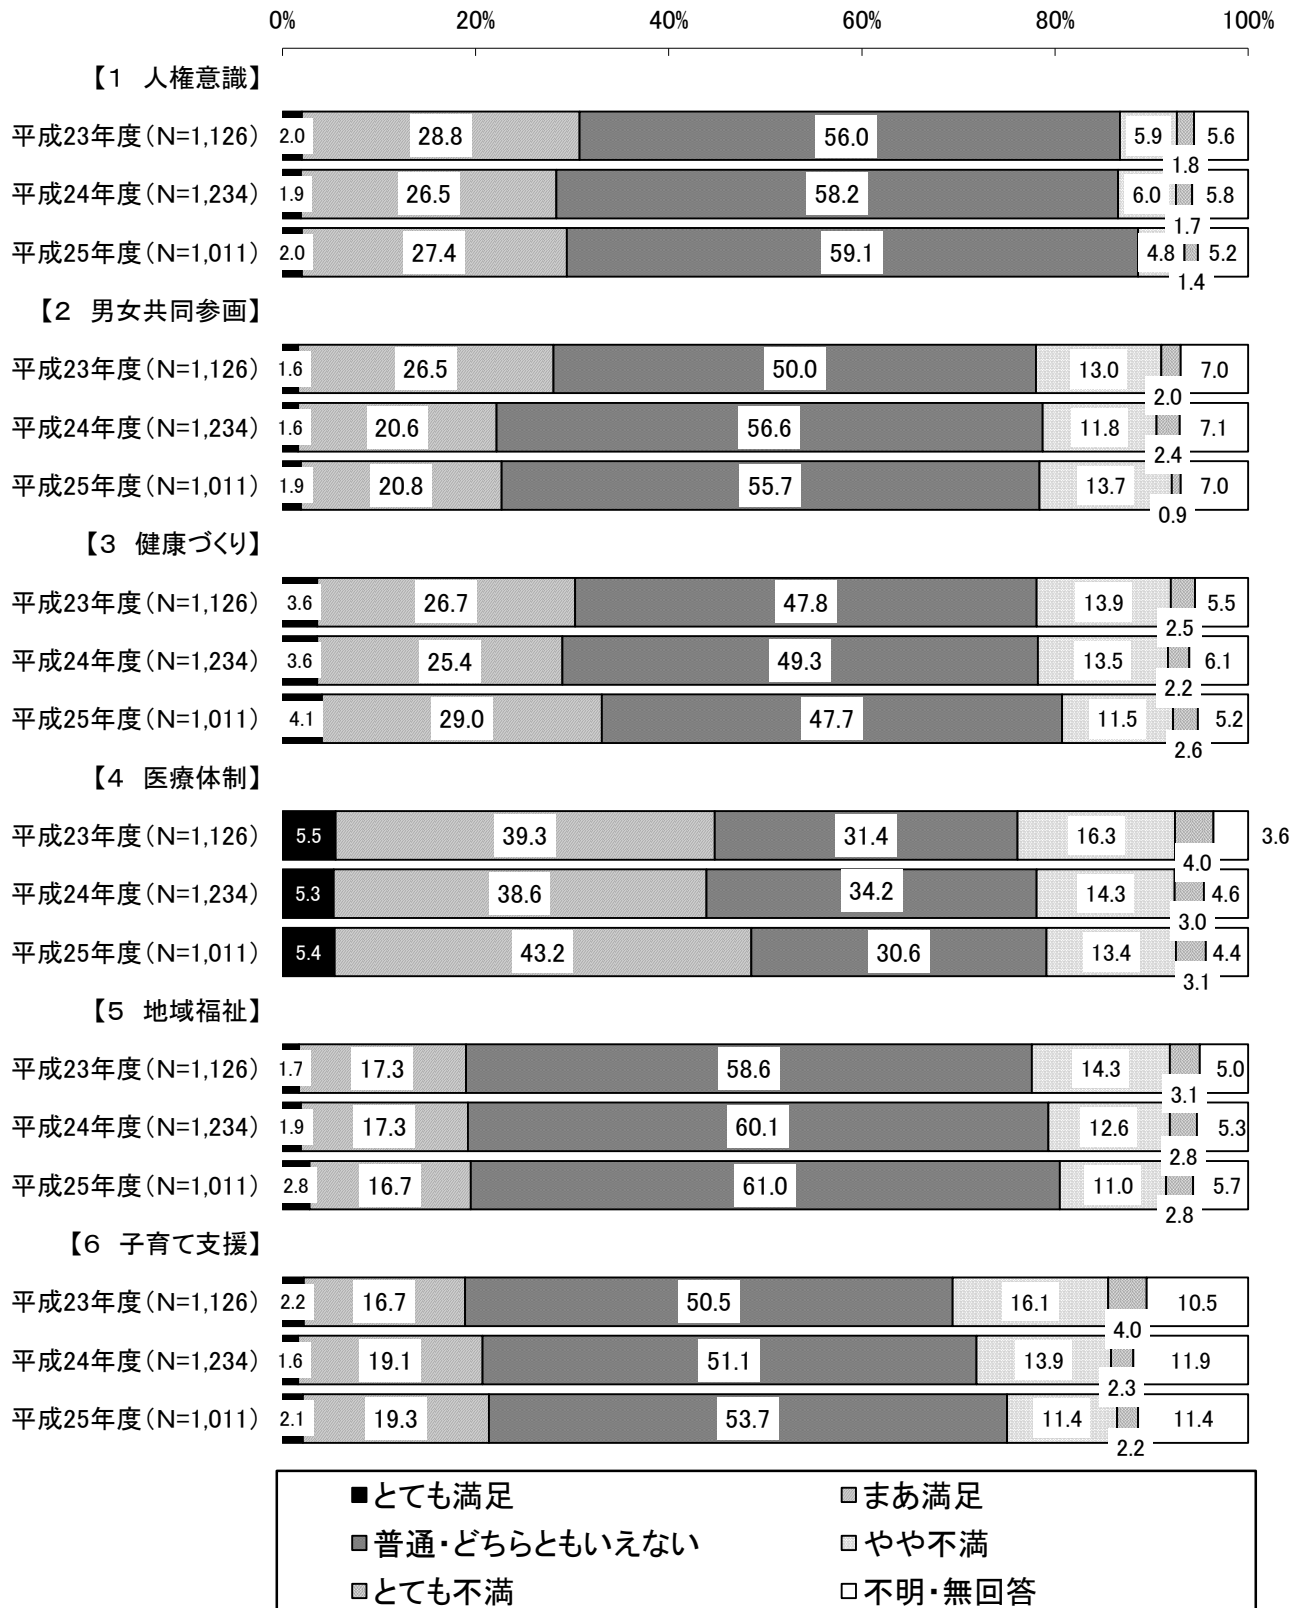 0% 20% 40% 60% 80% 100%
【1 人権意識】
平成23年度(N=1,126) 2.0 28.8 56.0 5.9 1.8 5.6
平成24年度(N=1,234) 1.9 26.5 58.2 6.0 1.7 5.8
平成25年度(N=1,011) 2.0 27.4 59.1 4.8 1.4 5.2
【2 男女共同参画】
平成23年度(N=1,126) 1.6 26.5 50.0 13.0 2.0 7.0
平成24年度(N=1,234) 1.6 20.6 56.6 11.8 2.4 7.1
平成25年度(N=1,011) 1.9 20.8 55.7 13.7 0.9 7.0
【3 健康づくり】
平成23年度(N=1,126) 3.6 26.7 47.8 13.9 2.5 5.5
平成24年度(N=1,234) 3.6 25.4 49.3 13.5 2.2 6.1
平成25年度(N=1,011) 4.1 29.0 47.7 11.5 2.6 5.2
【4 医療体制】
平成23年度(N=1,126) 5.5 39.3 31.4 16.3 4.0 3.6
平成24年度(N=1,234) 5.3 38.6 34.2 14.3 3.0 4.6
平成25年度(N=1,011) 5.4 43.2 30.6 13.4 3.1 4.4
【5 地域福祉】
平成23年度(N=1,126) 1.7 17.3 58.6 14.3 3.1 5.0
平成24年度(N=1,234) 1.9 17.3 60.1 12.6 2.8 5.3
平成25年度(N=1,011) 2.8 16.7 61.0 11.0 2.8 5.7
【6 子育て支援】
平成23年度(N=1,126) 2.2 16.7 50.5 16.1 4.0 10.5
平成24年度(N=1,234) 1.6 19.1 51.1 13.9 2.3 11.9
平成25年度(N=1,011) 2.1 19.3 53.7 11.4 2.2 11.4
とても満足 まあ満足
普通・どちらともいえない やや不満
とても不満 不明・無回答